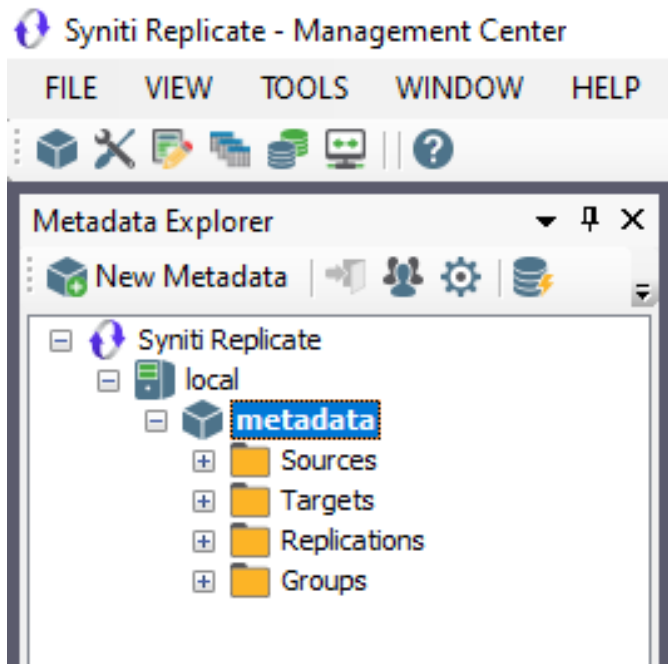 Syniti Replicate - Management Center
FILE VIEW TOOLS WINDOW HELP
Metadata Explorer
New Metadata
Syniti Replicate
local
metadata
Sources
Targets
Replications
Groups